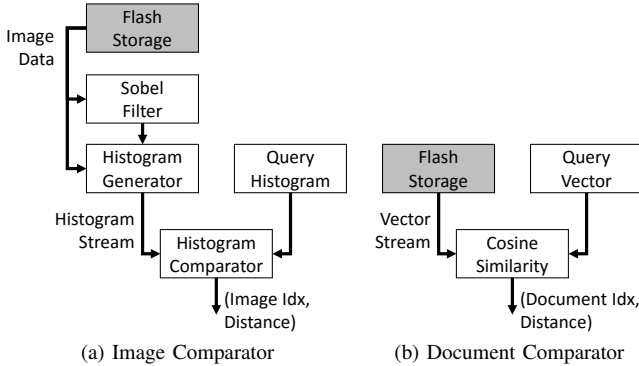 Flash
Storage
Image
Data
Sobel
Filter
Histogram
Generator
Query
Histogram
Histogram
Stream
Histogram
Comparator
(Image Idx,
Distance)
(a) Image Comparator
Flash
Storage
Query
Vector
Vector
Stream
Cosine
Similarity
(Document Idx,
Distance)
(b) Document Comparator